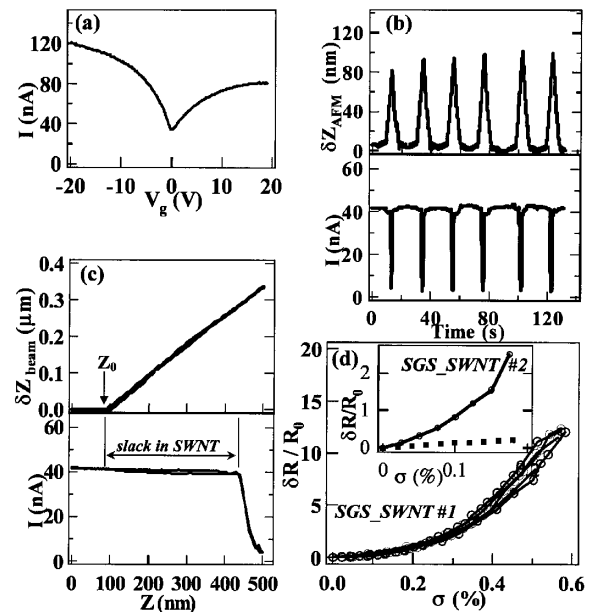 (a)
120
80
40
0
I (nA)
-20
-10
0
10
20
V_g (V)
(b)
120
80
40
0
δZ_AFM (nm)
60
40
20
0
I (nA)
0
40
80
120
Time (s)
(c)
0.4
0.2
0.0
δZ_beam (μm)
Z_0
slack in SWNT
60
40
20
0
I (nA)
0
100
200
300
400
500
Z (nm)
(d)
20
15
10
5
0
δR / R_0
SGS_SWNT #2
2
1
0
δR/R_0
0
0.1
σ (%)
SGS_SWNT #1
0.0
0.2
0.4
0.6
σ (%)